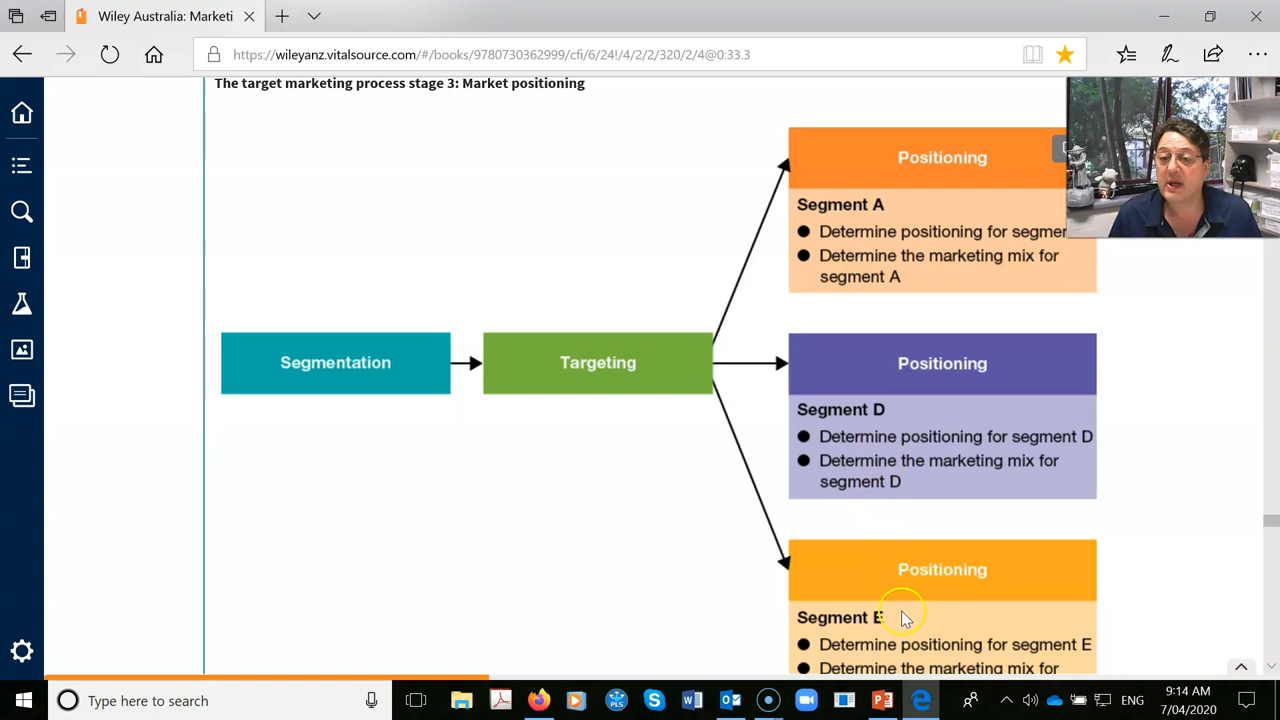 Wiley Australia: Marketi
https://wileyanz.vitalsource.com/#/books/9780730362999/cfi/6/24!/4/2/2/320/2/4@0:33.3
The target marketing process stage 3: Market positioning
Positioning
Segment A
● Determine positioning for segmer
● Determine the marketing mix for
segment A
Segmentation
Targeting
Positioning
Segment D
● Determine positioning for segment D
● Determine the marketing mix for
segment D
Positioning
Segment E
● Determine positioning for segment E
● Determine the marketing mix for
Type here to search
PLS
ENG
9:14 AM
7/04/2020